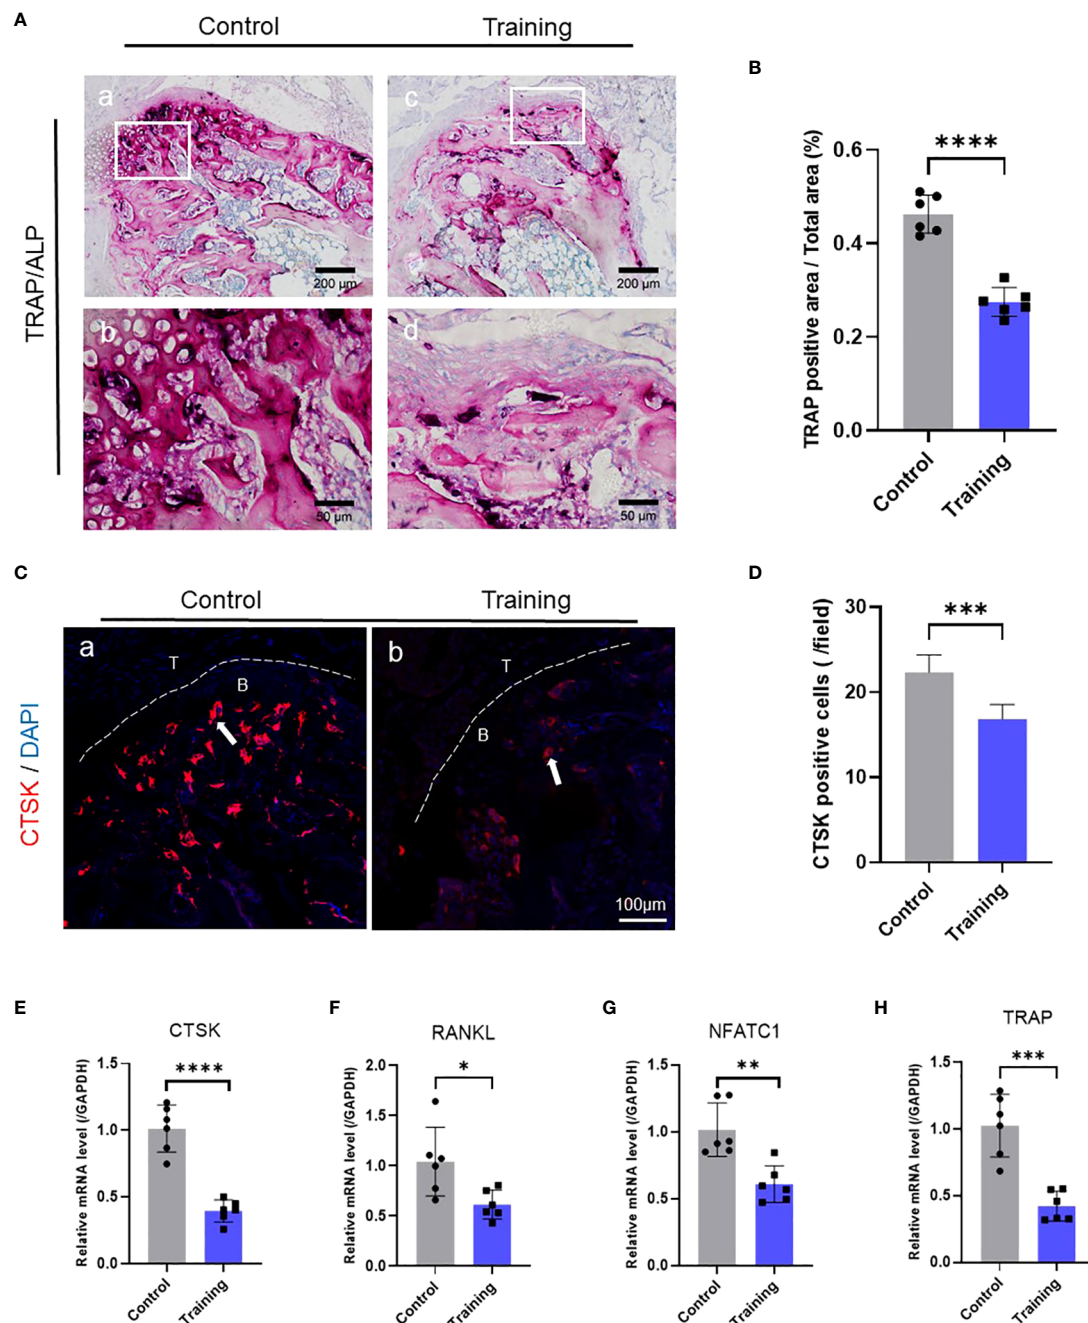 A
Control
Training
TRAP/ALP
a
200 µm
c
200 µm
b
50 µm
d
50 µm
B
TRAP positive area / Total area (%)
0.6
0.4
0.2
0.0
****
Control
Training
C
Control
Training
CTSK / DAPI
a
T
B
b
T
B
100µm
D
CTSK positive cells ( /field)
30
20
10
0
***
Control
Training
E
CTSK
Relative mRNA level (/GAPDH)
1.5
1.0
0.5
0.0
****
Control
Training
F
RANKL
Relative mRNA level (/GAPDH)
2.0
1.5
1.0
0.5
0.0
*
Control
Training
G
NFATC1
Relative mRNA level (/GAPDH)
1.5
1.0
0.5
0.0
**
Control
Training
H
TRAP
Relative mRNA level (/GAPDH)
1.5
1.0
0.5
0.0
***
Control
Training